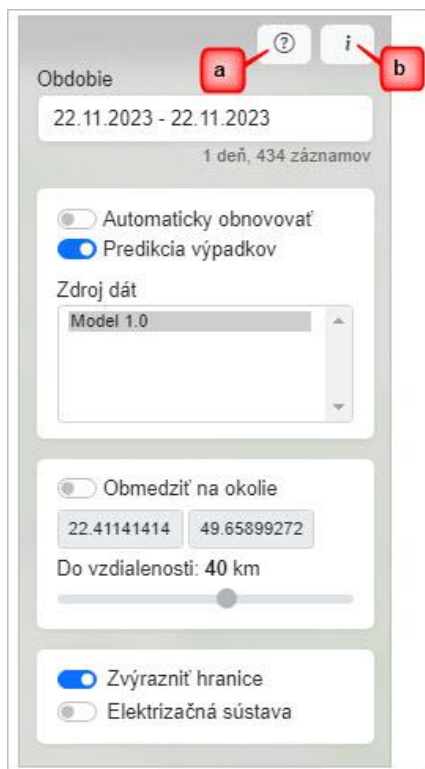 a
?
i
b
Obdobie
22.11.2023 - 22.11.2023
1 deň, 434 záznamov
Automaticky obnovovať
Predikcia výpadkov
Zdroj dát
Model 1.0
Obmedziť na okolie
22.41141414 49.65899272
Do vzdialenosti: 40 km
Zvýrazniť hranice
Elektrizačná sústava